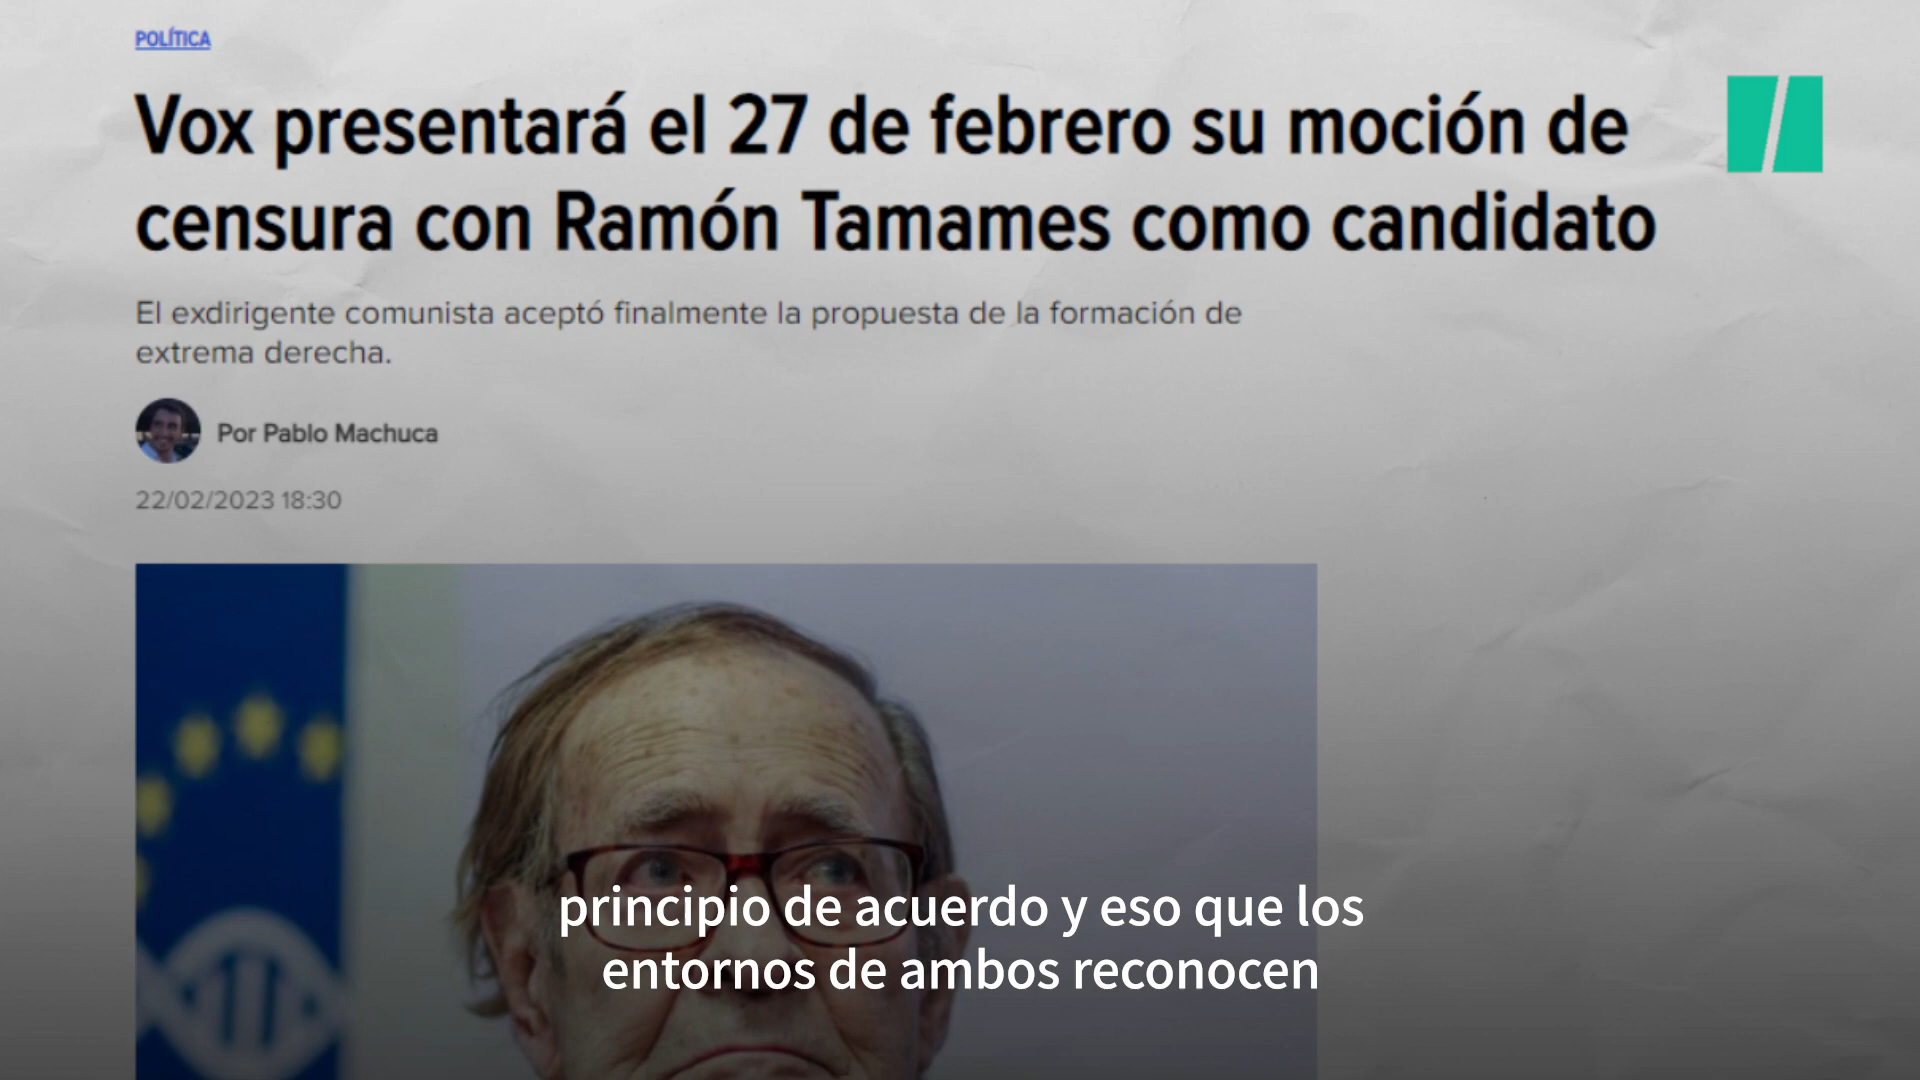 POLÍTICA
Vox presentará el 27 de febrero su moción de
censura con Ramón Tamames como candidato
El exdirigente comunista aceptó finalmente la propuesta de la formación de
extrema derecha.
Por Pablo Machuca
22/02/2023 18:30
principio de acuerdo y eso que los
entornos de ambos reconocen